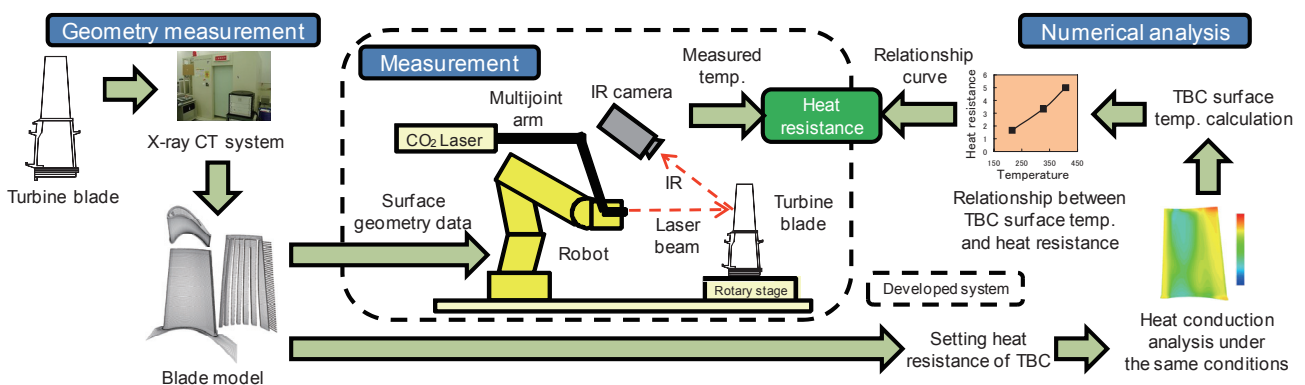 Geometry measurement
Turbine blade
X-ray CT system
Blade model
Surface
geometry data
Measurement
Multijoint
arm
CO₂ Laser
IR camera
IR
Laser
beam
Robot
Turbine
blade
Rotary stage
Developed system
Measured
temp.
Heat
resistance
Relationship
curve
Numerical analysis
Heat resistance
6
5
4
3
2
1
0
150 250 350 450
Temperature
Relationship between
TBC surface temp.
and heat resistance
TBC surface
temp. calculation
Setting heat
resistance of TBC
Heat conduction
analysis under
the same conditions